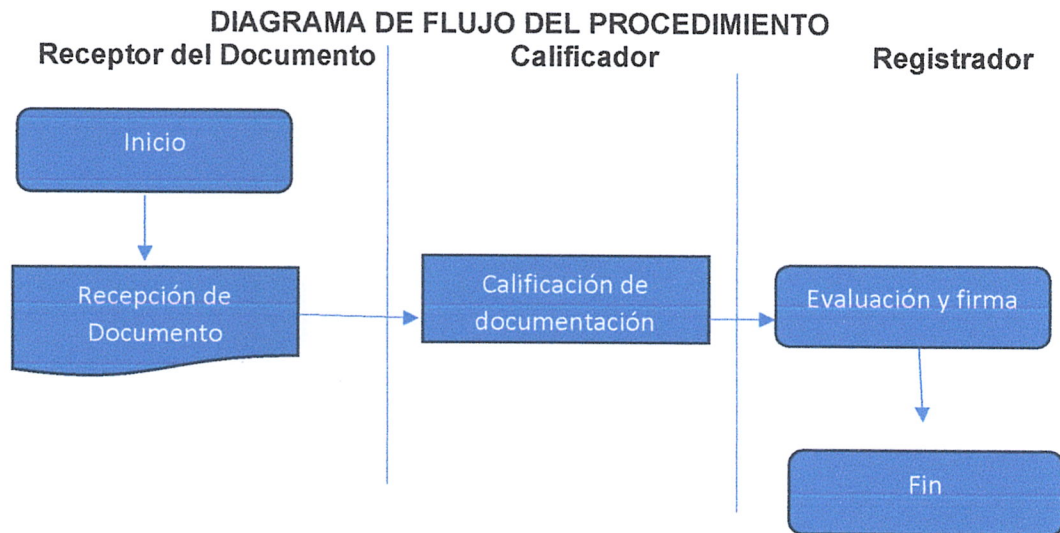 DIAGRAMA DE FLUJO DEL PROCEDIMIENTO
Receptor del Documento
Calificador
Registrador
Inicio
Recepción de
Documento
Calificación de
documentación
Evaluación y firma
Fin